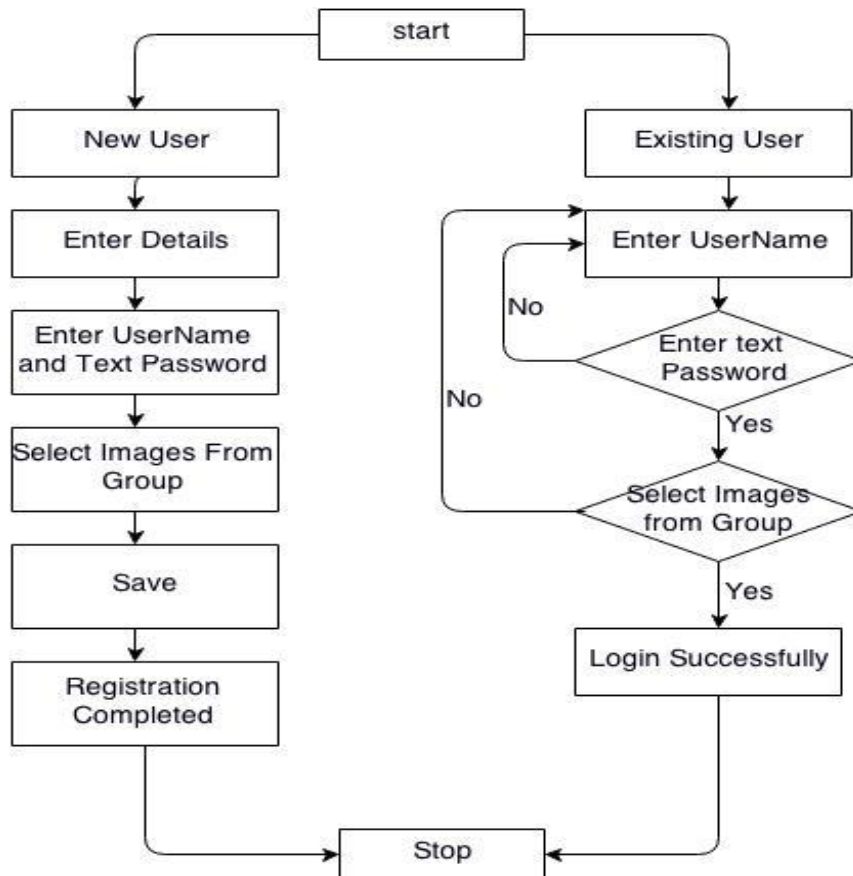 start
New User
Enter Details
Enter UserName
and Text Password
Select Images From
Group
Save
Registration
Completed
Existing User
Enter UserName
No
Enter text
Password
No
Yes
Select Images
from Group
Yes
Login Successfully
Stop